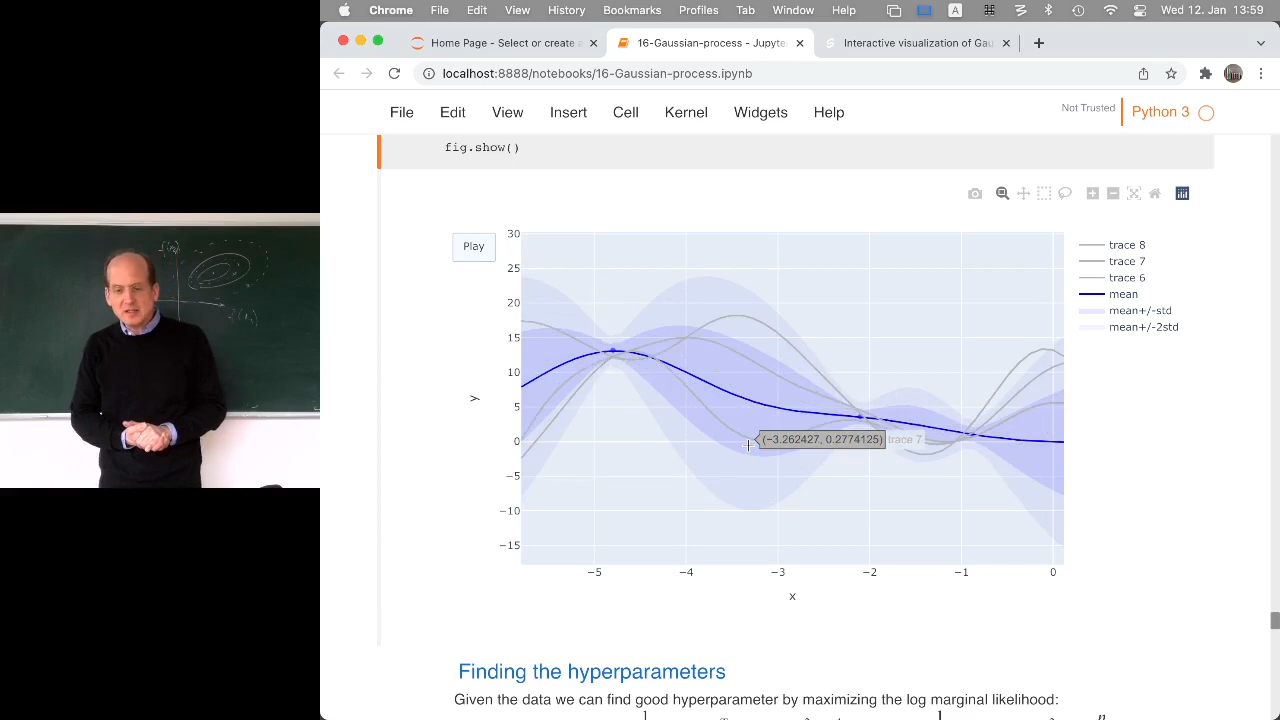 Chrome File Edit View History Bookmarks Profiles Tab Window Help Wed 12. Jan 13:59
Home Page - Select or create a
16-Gaussian-process - Jupyte
Interactive visualization of Gau
localhost:8888/notebooks/16-Gaussian-process.ipynb
File Edit View Insert Cell Kernel Widgets Help
Not Trusted
Python 3
fig.show()
Play
30
25
20
15
10
5
0
−5
−10
−15
y
−5 −4 −3 −2 −1 0
x
(−3.262427, 0.2774125) trace 7
trace 8
trace 7
trace 6
mean
mean+/-std
mean+/-2std
Finding the hyperparameters
Given the data we can find good hyperparameter by maximizing the log marginal likelihood: